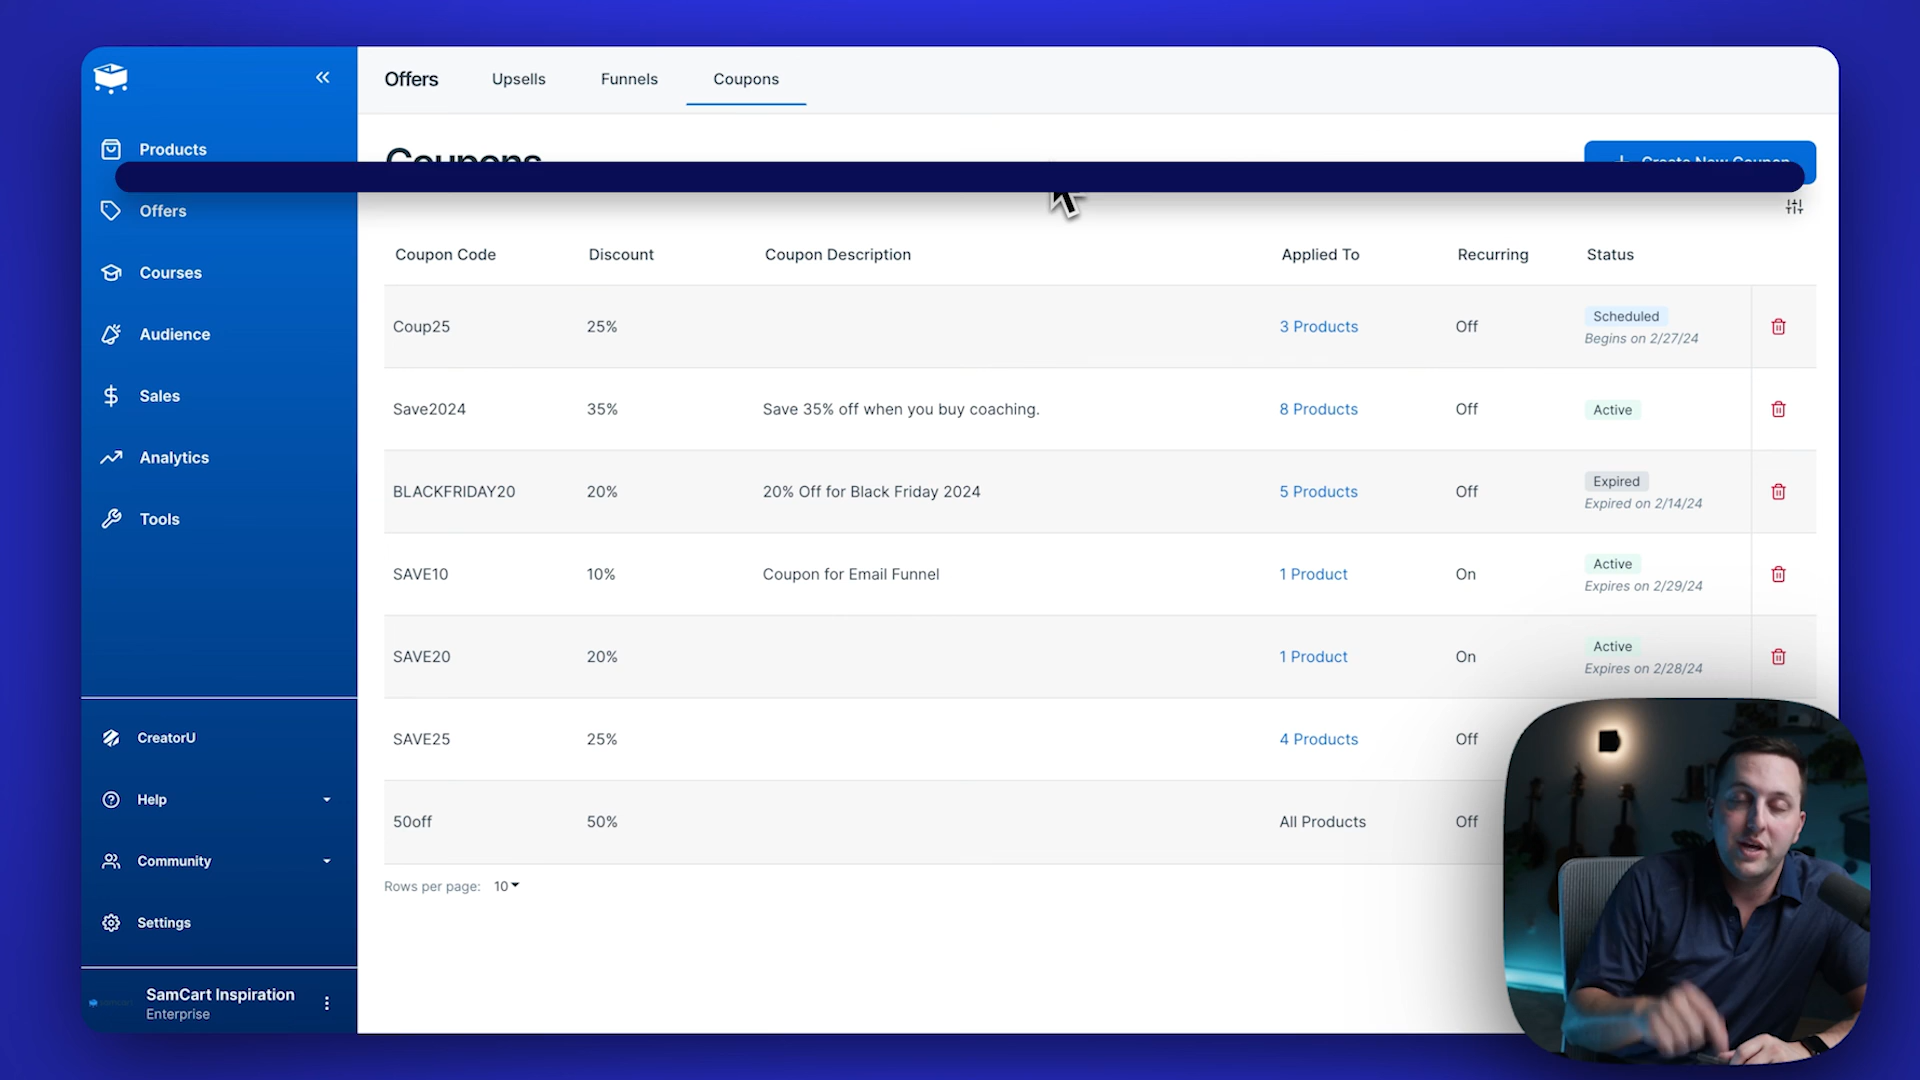 Offers
Upsells
Funnels
Coupons
Products
Offers
Courses
Audience
Sales
Analytics
Tools
CreatorU
Help
Community
Settings
SamCart Inspiration
Enterprise
Coupons
Create New Coupon
Coupon Code Discount Coupon Description Applied To Recurring Status
Coup25 25% 3 Products Off Scheduled
Begins on 2/27/24
Save2024 35% Save 35% off when you buy coaching. 8 Products Off Active
BLACKFRIDAY20 20% 20% Off for Black Friday 2024 5 Products Off Expired
Expired on 2/14/24
SAVE10 10% Coupon for Email Funnel 1 Product On Active
Expires on 2/29/24
SAVE20 20% 1 Product On Active
Expires on 2/28/24
SAVE25 25% 4 Products Off
50off 50% All Products Off
Rows per page: 10